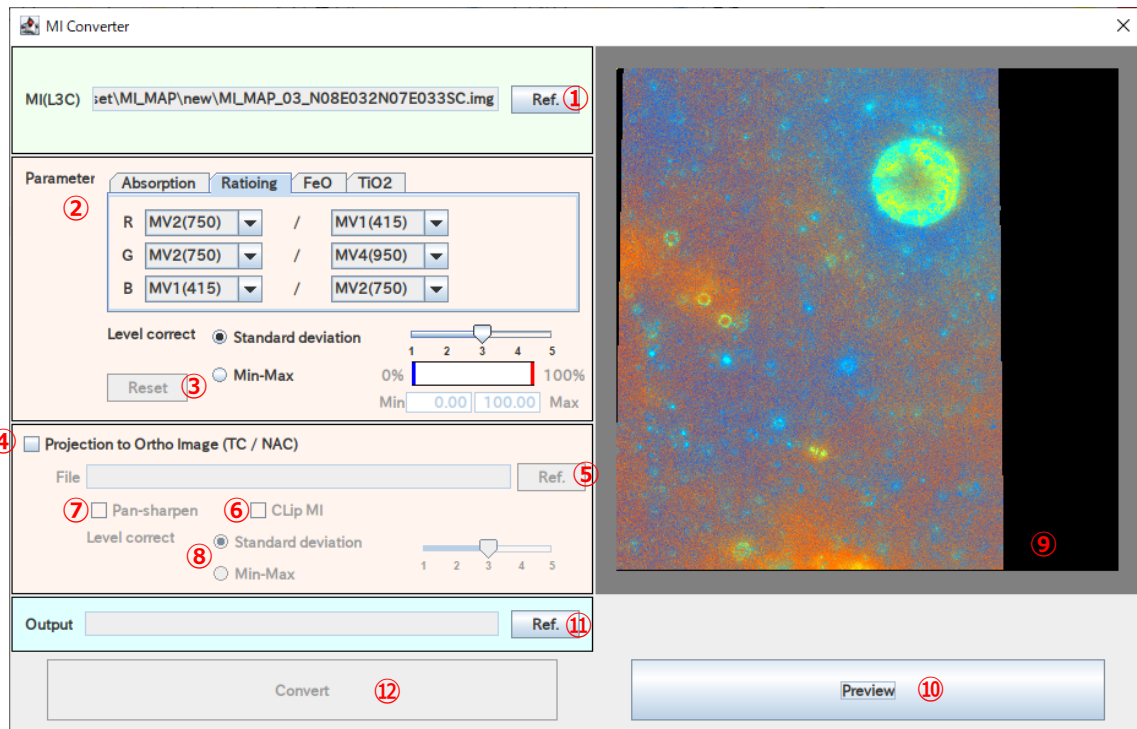 MI Converter
MI(L3C) set\MI_MAP\new\MI_MAP_03_N08E032N07E033SC.img Ref. ①
Parameter ② Absorption Ratioing FeO TiO2
R MV2(750) / MV1(415)
G MV2(750) / MV4(950)
B MV1(415) / MV2(750)
Level correct Standard deviation
1 2 3 4 5
Reset ③ Min-Max 0% 100%
Min 0.00 100.00 Max
④ Projection to Ortho Image (TC / NAC)
File Ref. ⑤
⑦ Pan-sharpen ⑥ CLip MI
Level correct ⑧ Standard deviation
1 2 3 4 5
Min-Max
⑨
Output Ref. ⑪
Convert ⑫
Preview ⑩